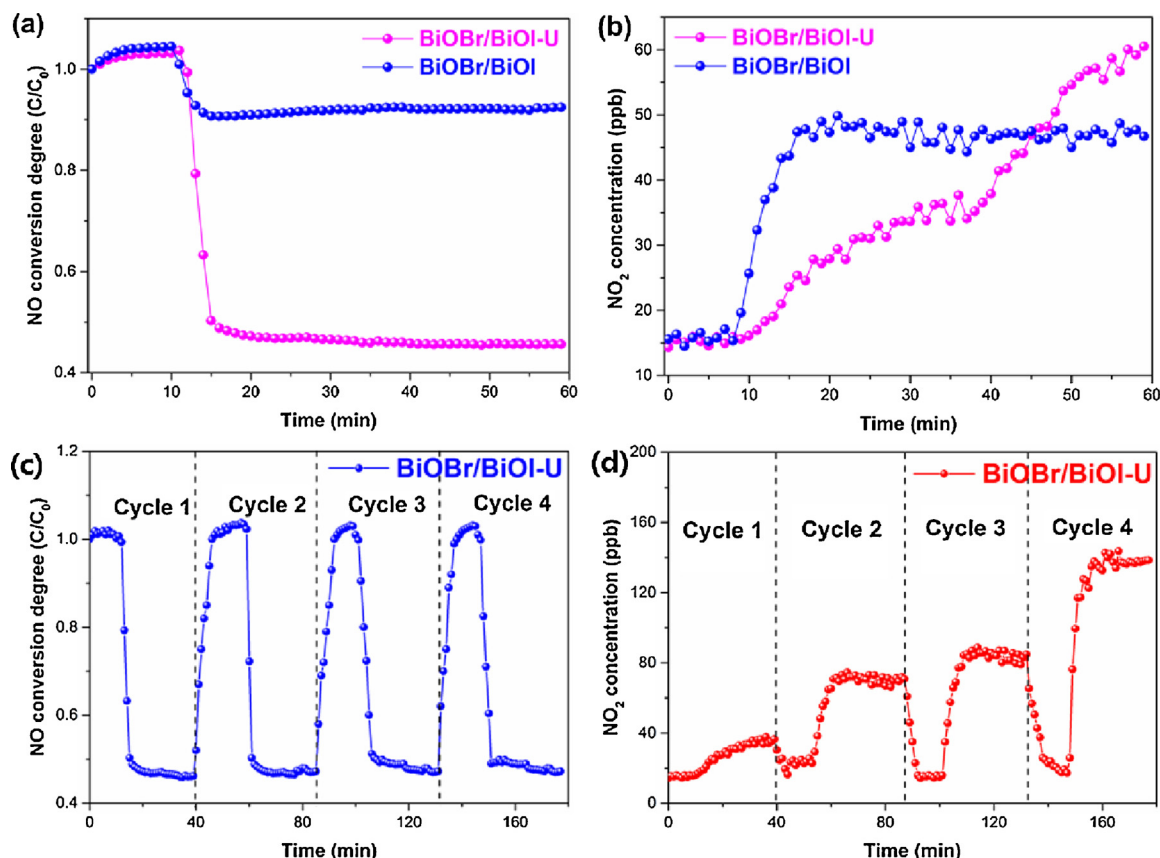 (a)
BiOBr/BiOI-U
BiOBr/BiOI
NO conversion degree (C/C₀)
1.0
0.8
0.6
0.4
0 10 20 30 40 50 60
Time (min)
(b)
BiOBr/BiOI-U
BiOBr/BiOI
NO₂ concentration (ppb)
60
50
40
30
20
10
0 10 20 30 40 50 60
Time (min)
(c)
BiOBr/BiOI-U
Cycle 1 Cycle 2 Cycle 3 Cycle 4
NO conversion degree (C/C₀)
1.2
1.0
0.8
0.6
0.4
0 40 80 120 160
Time (min)
(d)
BiOBr/BiOI-U
Cycle 1 Cycle 2 Cycle 3 Cycle 4
NO₂ concentration (ppb)
200
160
120
80
40
0
0 40 80 120 160
Time (min)